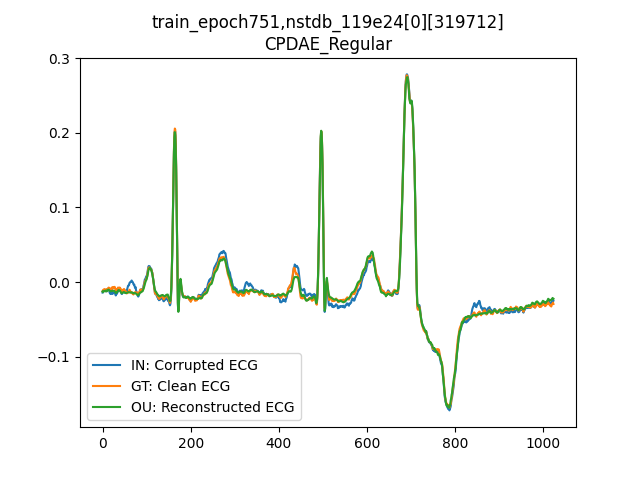 train_epoch751,nstdb_119e24[0][319712]
CPDAE_Regular
0.3
0.2
0.1
0.0
−0.1
IN: Corrupted ECG
GT: Clean ECG
OU: Reconstructed ECG
0 200 400 600 800 1000